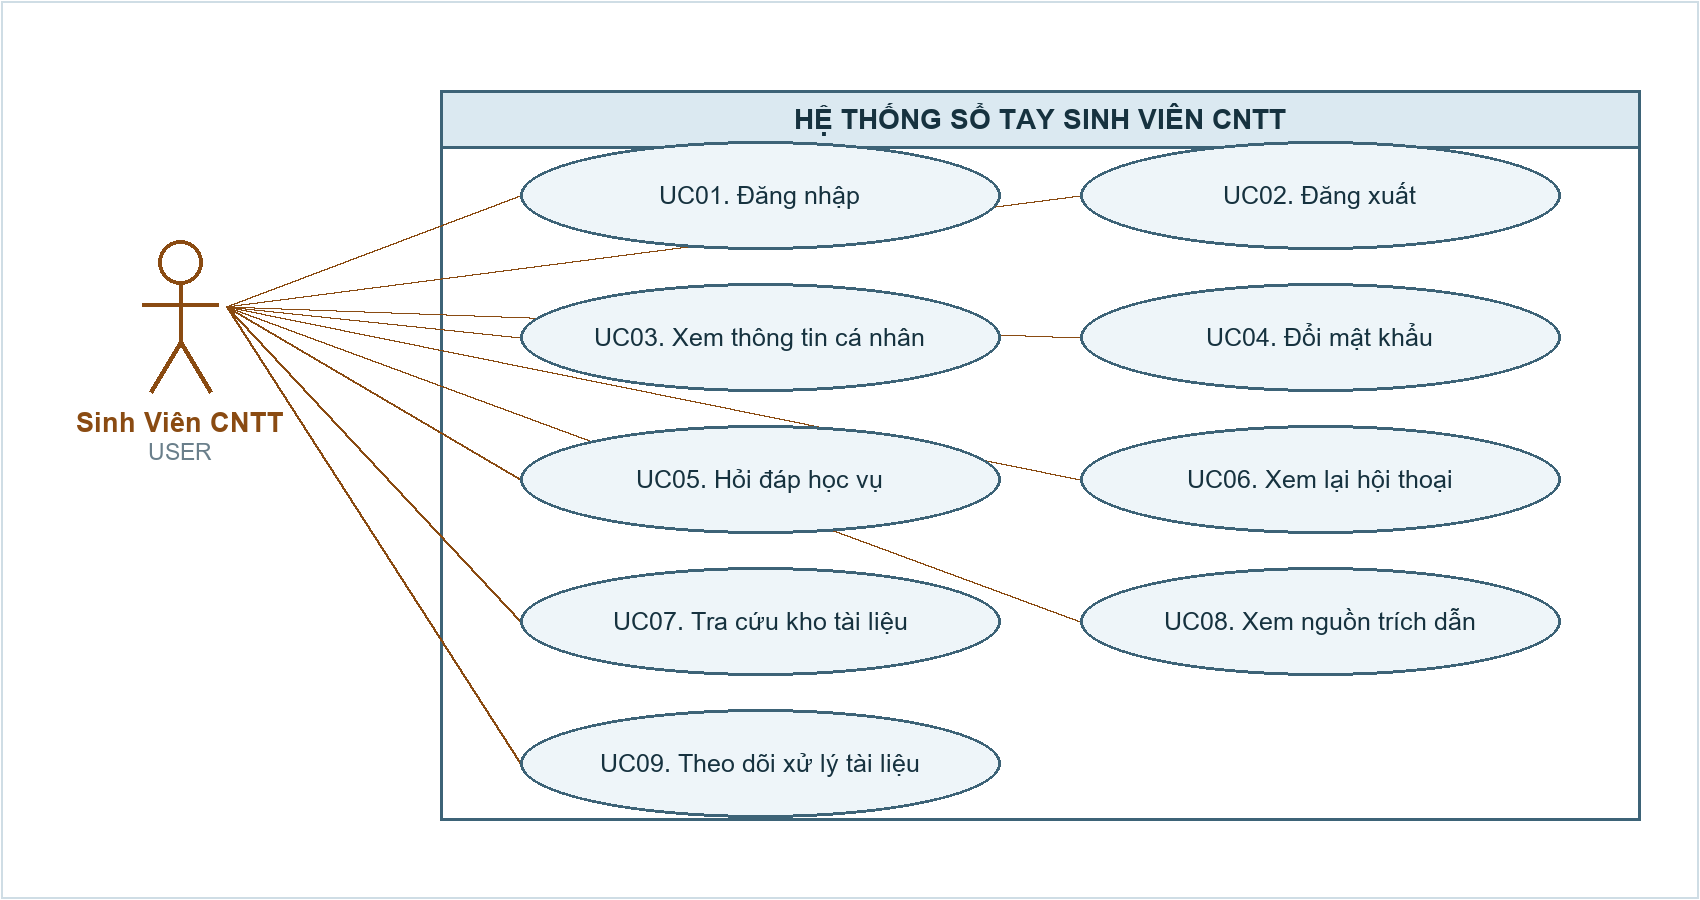 HỆ THỐNG SỔ TAY SINH VIÊN CNTT
UC01. Đăng nhập
UC02. Đăng xuất
UC03. Xem thông tin cá nhân
UC04. Đổi mật khẩu
Sinh Viên CNTT
USER
UC05. Hỏi đáp học vụ
UC06. Xem lại hội thoại
UC07. Tra cứu kho tài liệu
UC08. Xem nguồn trích dẫn
UC09. Theo dõi xử lý tài liệu